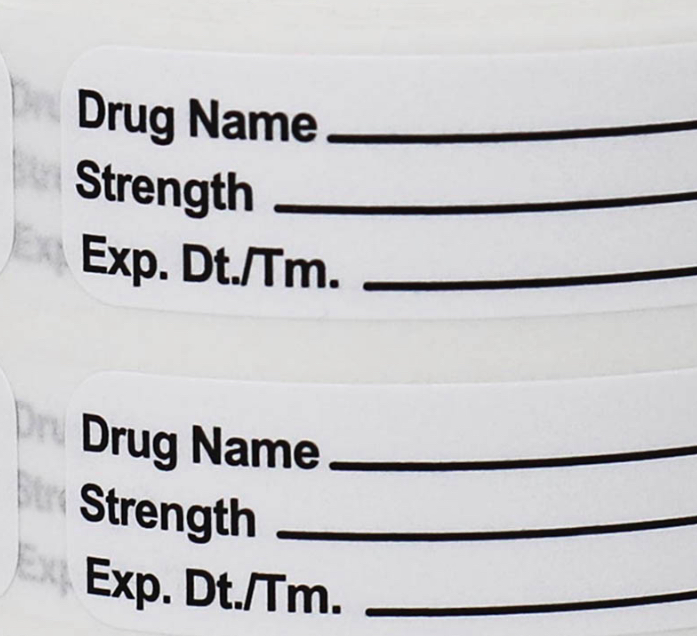 Drug Name
Strength
Exp. Dt./Tm.
Drug Name
Strength
Exp. Dt./Tm.